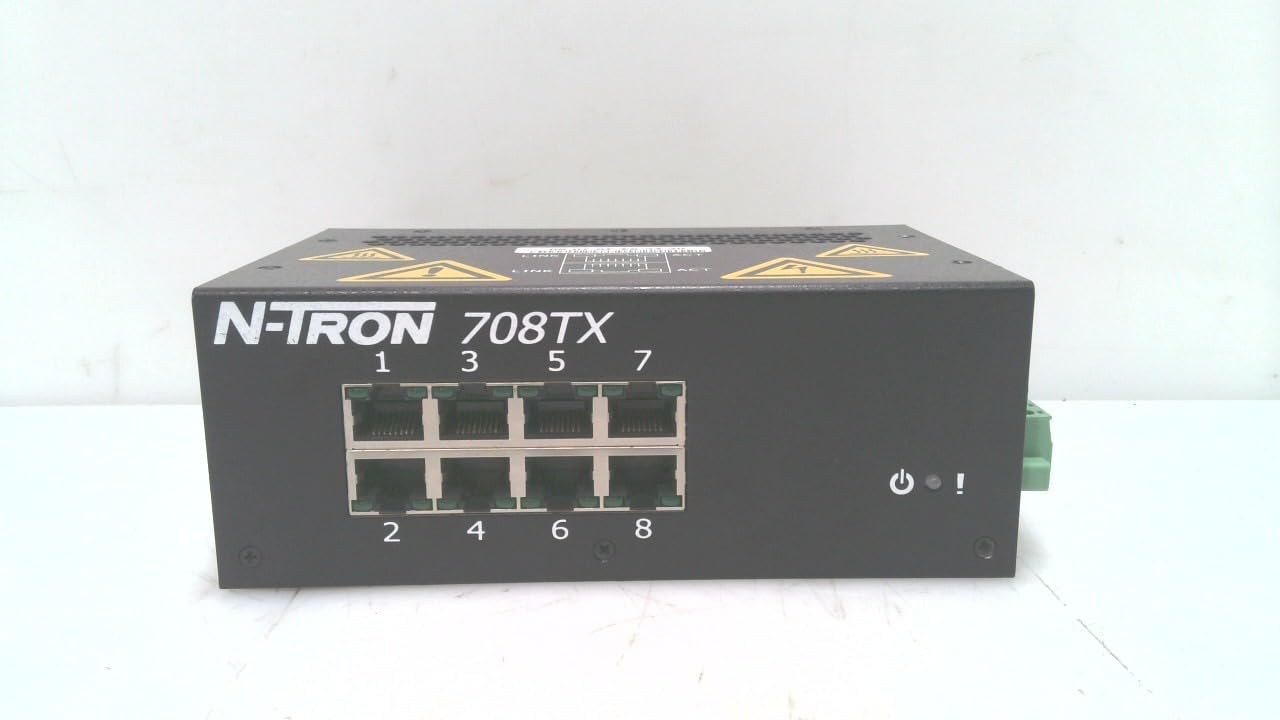 LINK ACT
LINK ACT
N-TRON 708TX
1 3 5 7
2 4 6 8
!